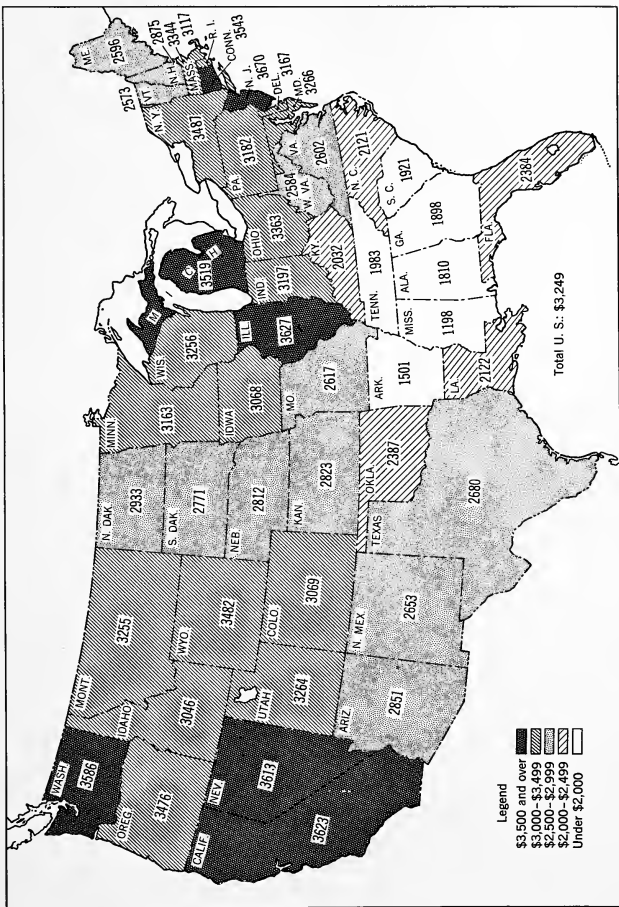 WASH.
3586
OREG.
3476
CALIF.
3623
NEV.
3613
IDAHO
3046
MONT.
3255
WYO.
3482
UTAH
3264
COLO.
3069
ARIZ.
2851
N. MEX.
2653
N. DAK.
2933
S. DAK
2771
NEB
2812
KAN.
2823
OKLA.
2387
TEXAS
2680
MINN.
3163
IOWA
3068
MO.
2617
ARK.
1501
LA.
2122
WIS.
3256
ILL.
3627
MICH
3519
IND.
3197
OHIO
3363
KY.
2032
TENN.
1983
MISS.
1198
ALA.
1810
GA.
1898
FLA.
2384
S. C.
1921
N. C.
2121
VA.
2602
W. VA.
2584
PA
3182
N. Y.
3487
VT.
2573
N.H.
2875
ME.
2596
MASS.
3344
R. I.
3117
CONN.
3543
N. J.
3670
DEL.
3167
MD.
3266
Total U. S.: $3,249
Legend
$3,500 and over
$3,000–$3,499
$2,500–$2,999
$2,000–$2,499
Under $2,000